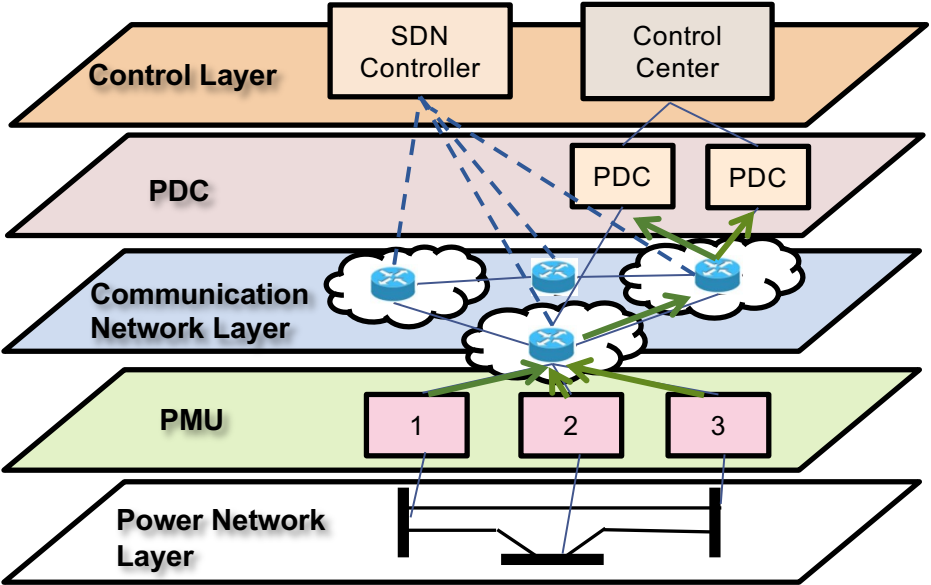 SDN
Controller
Control
Center
Control Layer
PDC
PDC
PDC
Communication
Network Layer
PMU
1
2
3
Power Network
Layer